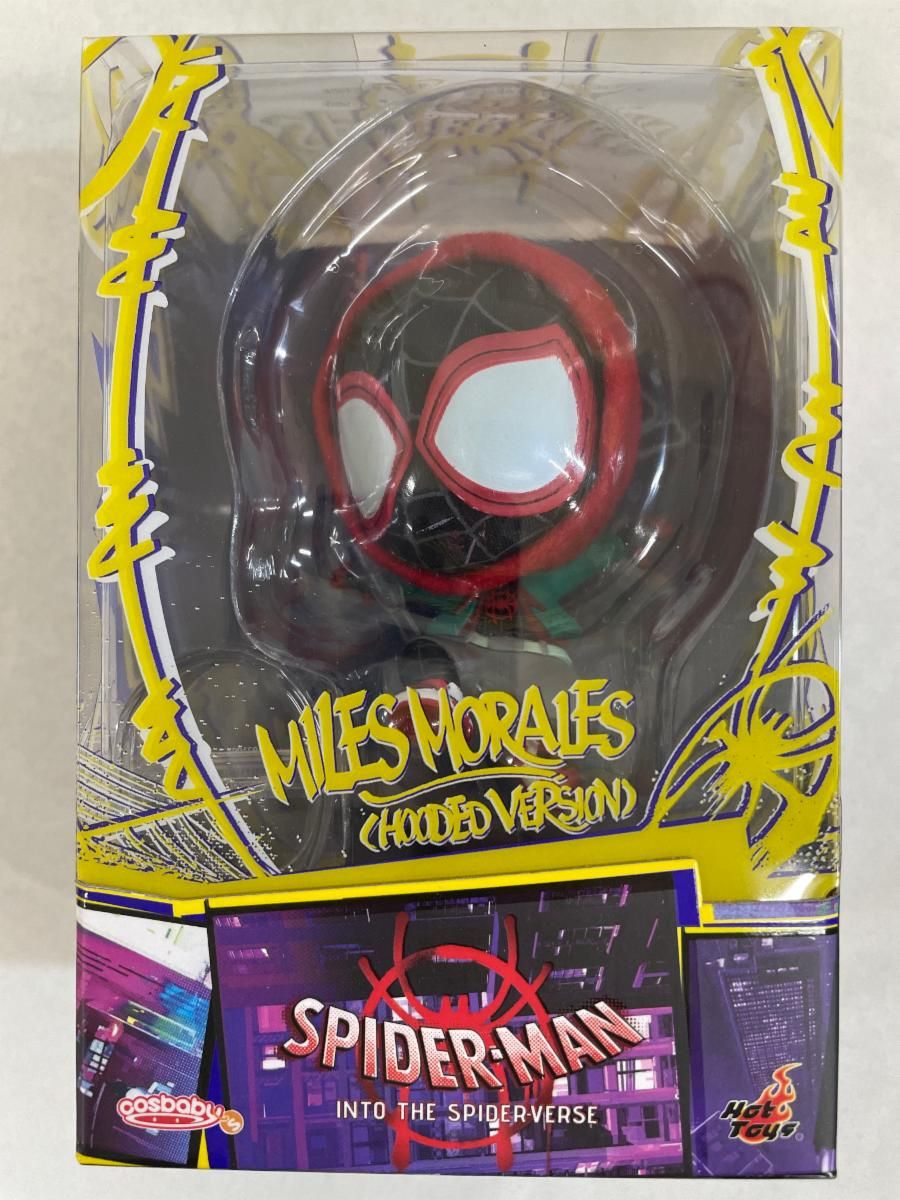 MILES MORALES
(HOODED VERSION)
SPIDER-MAN
INTO THE SPIDER-VERSE
cosbaby
Hot
Toys